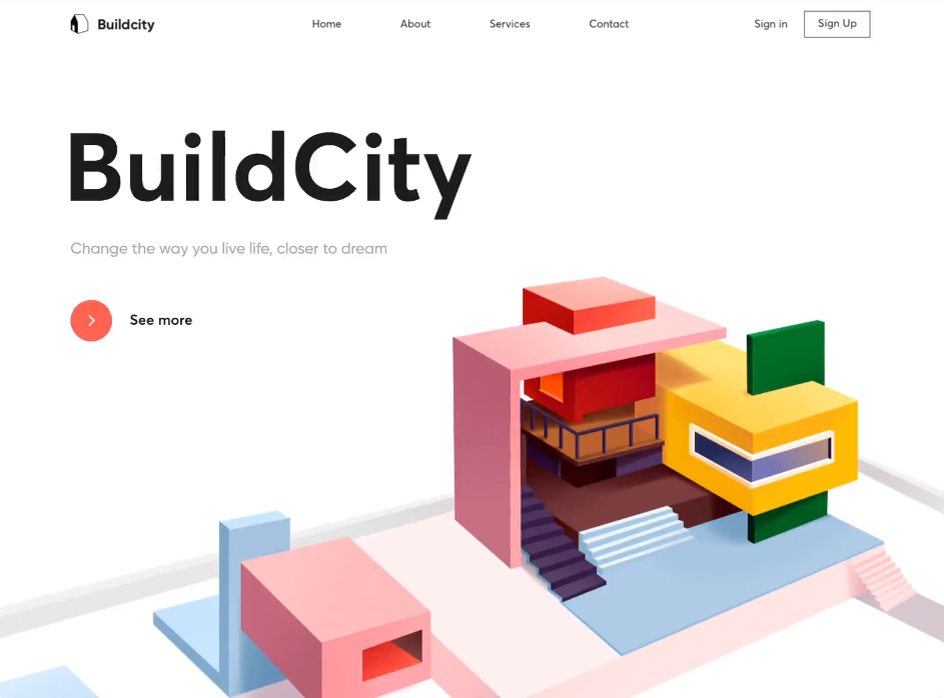 Buildcity Home About Services Contact Sign in Sign Up
BuildCity
Change the way you live life, closer to dream
See more